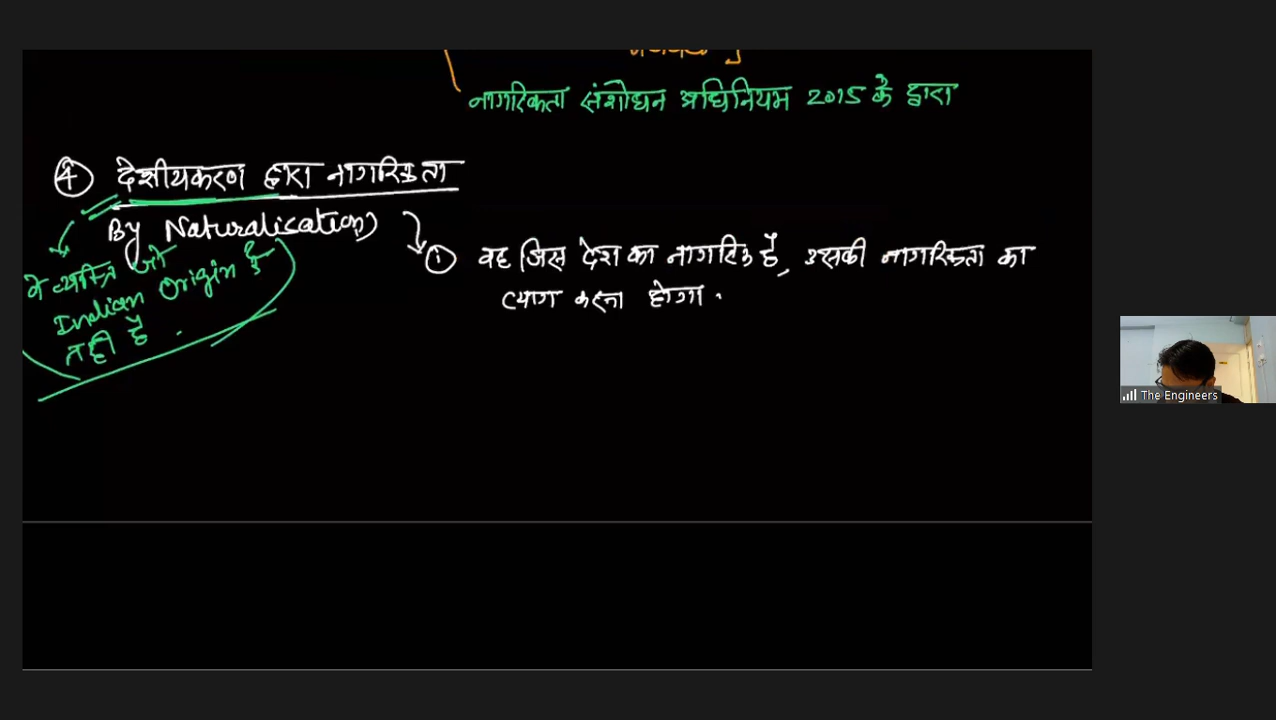 नागरिकता संशोधन अधिनियम 2015 के द्वारा
④ देशीयकरण द्वारा नागरिकता
By Naturalisation)
वे व्यक्ति जो
Indian Origin के
नही है .
① वह जिस देश का नागरिक है, उसकी नागरिकता का
त्याग करना होगा .
The Engineers